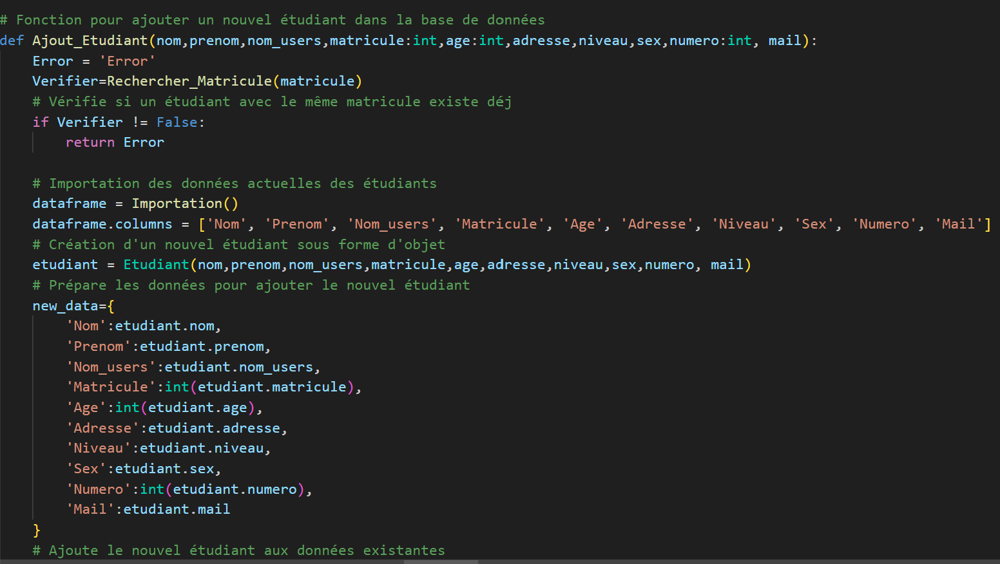 # Fonction pour ajouter un nouvel étudiant dans la base de données
def Ajout_Etudiant(nom,prenom,nom_users,matricule:int,age:int,adresse,niveau,sex,numero:int, mail):
    Error = 'Error'
    Verifier=Rechercher_Matricule(matricule)
    # Vérifie si un étudiant avec le même matricule existe déj
    if Verifier != False:
        return Error

    # Importation des données actuelles des étudiants
    dataframe = Importation()
    dataframe.columns = ['Nom', 'Prenom', 'Nom_users', 'Matricule', 'Age', 'Adresse', 'Niveau', 'Sex', 'Numero', 'Mail']
    # Création d'un nouvel étudiant sous forme d'objet
    etudiant = Etudiant(nom,prenom,nom_users,matricule,age,adresse,niveau,sex,numero, mail)
    # Prépare les données pour ajouter le nouvel étudiant
    new_data={
        'Nom':etudiant.nom,
        'Prenom':etudiant.prenom,
        'Nom_users':etudiant.nom_users,
        'Matricule':int(etudiant.matricule),
        'Age':int(etudiant.age),
        'Adresse':etudiant.adresse,
        'Niveau':etudiant.niveau,
        'Sex':etudiant.sex,
        'Numero':int(etudiant.numero),
        'Mail':etudiant.mail
    }
    # Ajoute le nouvel étudiant aux données existantes